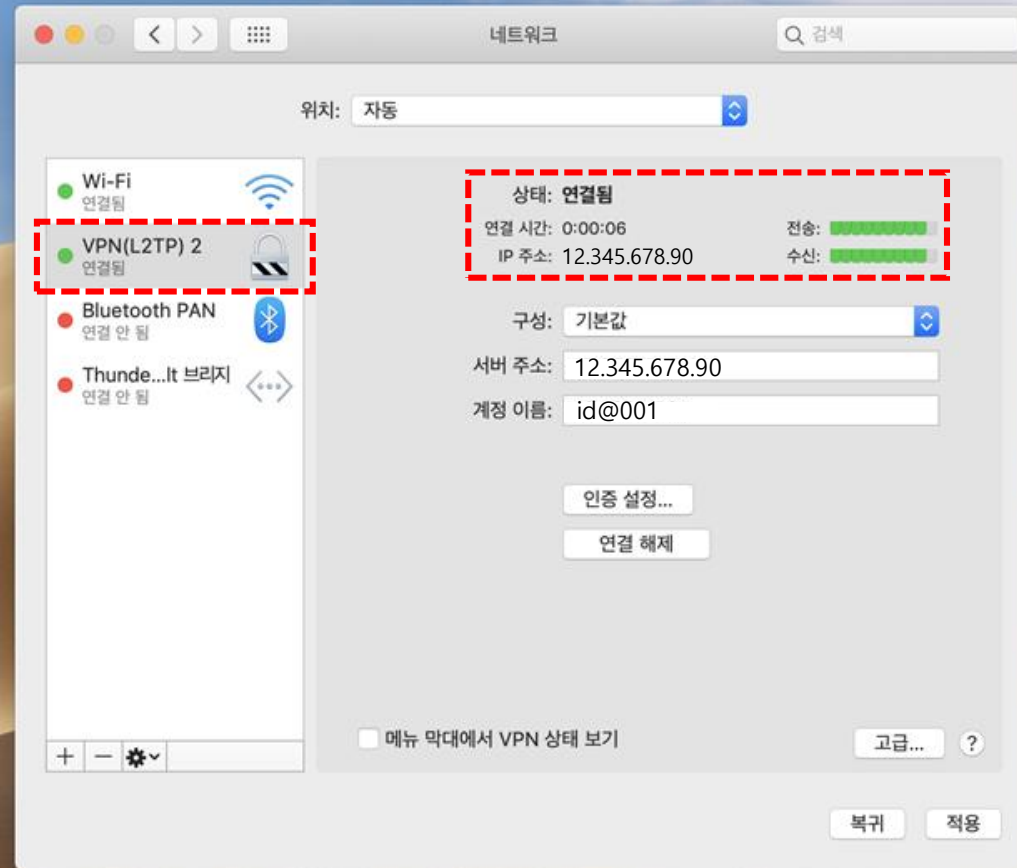 네트워크
검색
위치: 자동
Wi-Fi
연결됨
VPN(L2TP) 2
연결됨
Bluetooth PAN
연결 안 됨
Thunde...lt 브리지
연결 안 됨
상태: 연결됨
연결 시간: 0:00:06 전송:
IP 주소: 12.345.678.90 수신:
구성: 기본값
서버 주소: 12.345.678.90
계정 이름: id@001
인증 설정...
연결 해제
메뉴 막대에서 VPN 상태 보기
고급... ?
복귀 적용